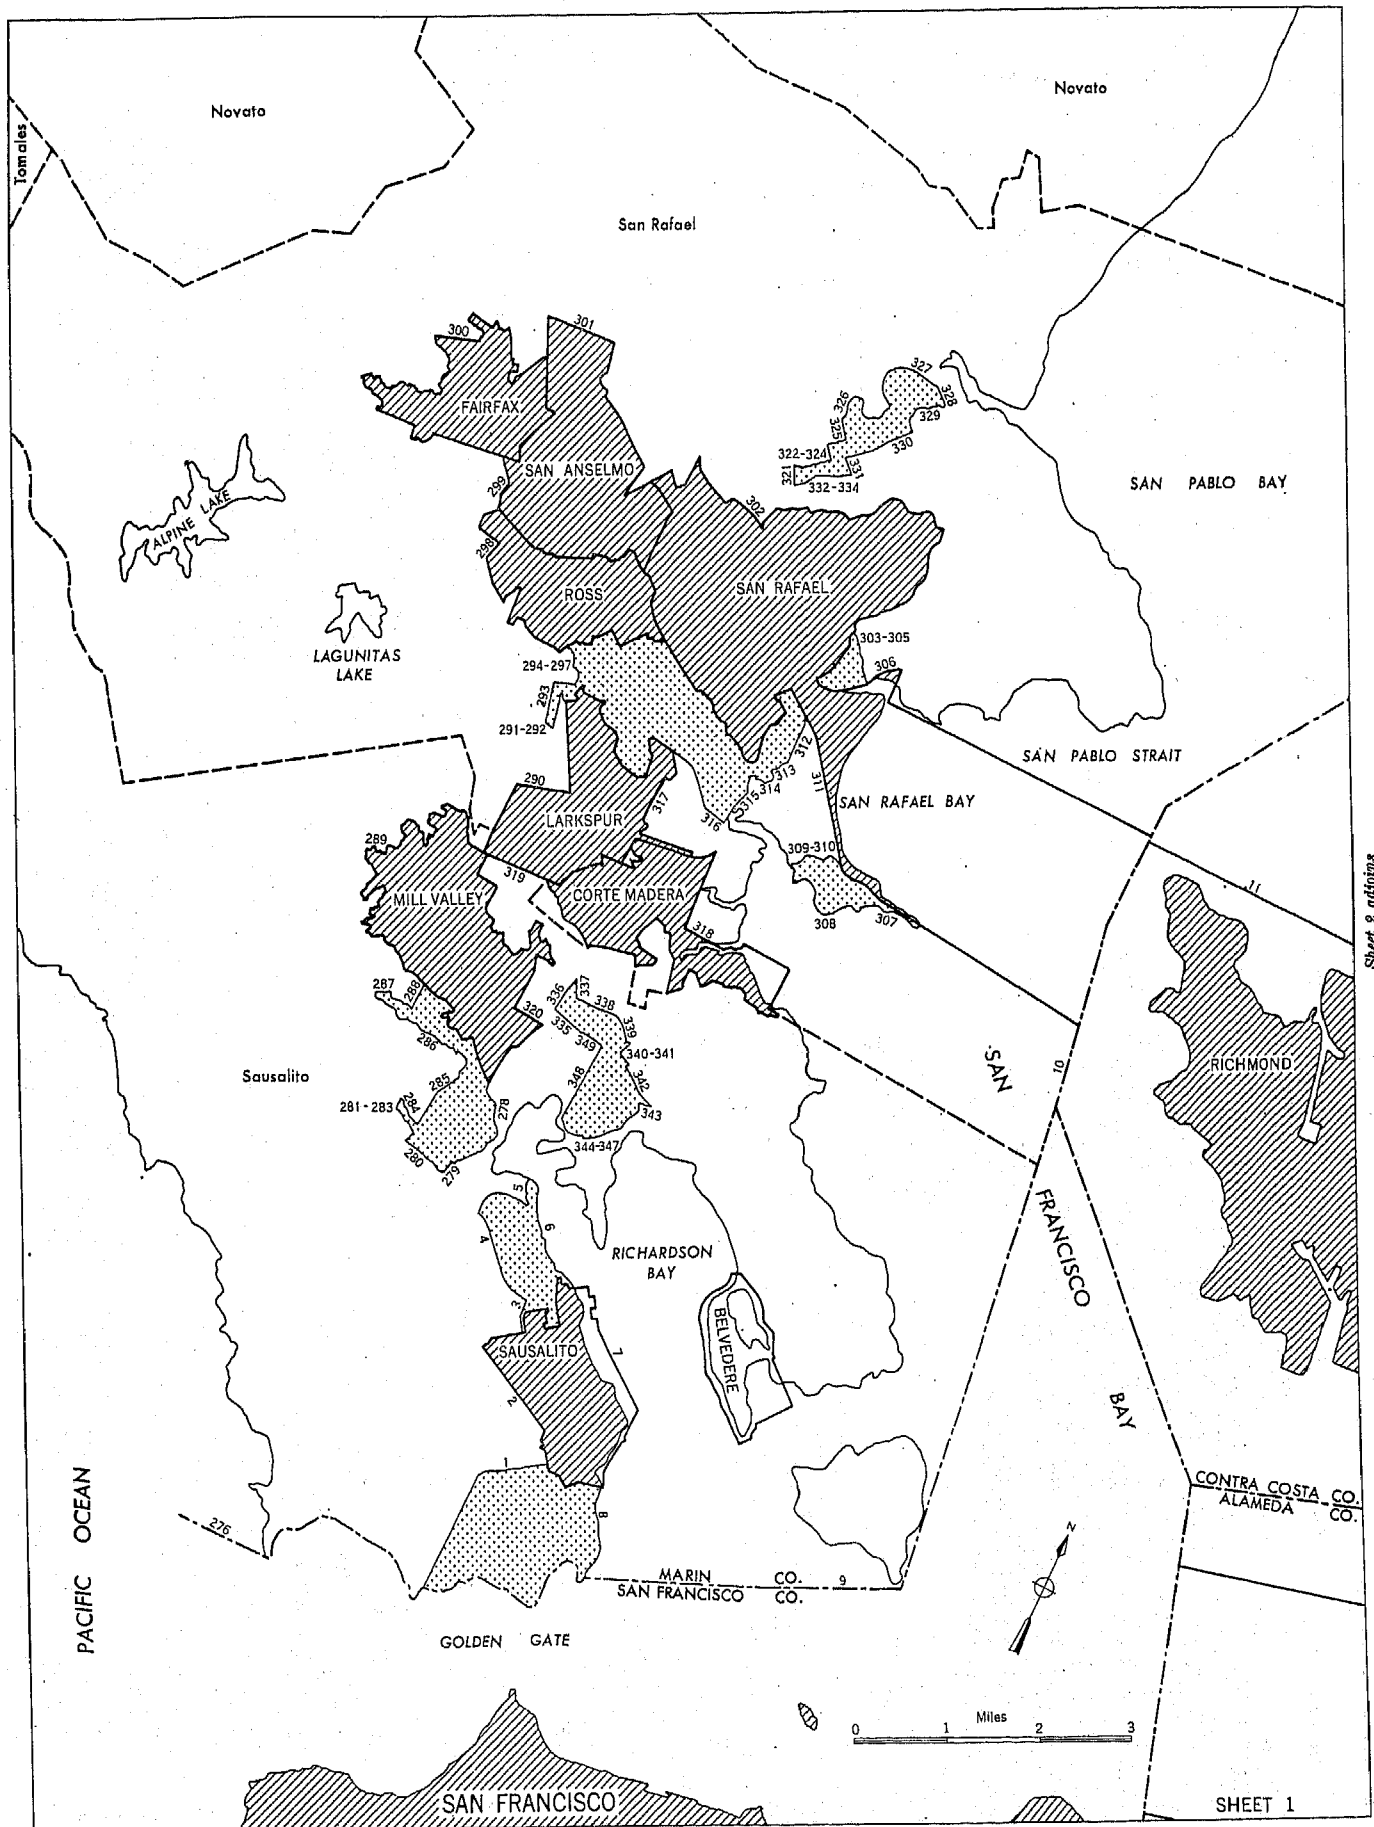 Novato
Novato
Tomales
San Rafael
300
301
FAIRFAX
327
328
326
329
325
330
322-324
331
321
332-334
SAN ANSELMO
299
302
SAN PABLO BAY
ALPINE LAKE
298
ROSS
SAN RAFAEL
LAGUNITAS
LAKE
303-305
306
294-297
293
291-292
SAN PABLO STRAIT
290
312
313
311
314
315
316
317
SAN RAFAEL BAY
LARKSPUR
289
319
309-310
MILL VALLEY
CORTE MADERA
308
307
318
11
Sheet 2 adjoins
287
288
286
320
336
337
338
335
339
349
340-341
348
342
343
344-347
285
284
281-283
278
280
279
Sausalito
SAN
FRANCISCO
BAY
10
RICHMOND
5
6
4
3
RICHARDSON
BAY
BELVEDERE
SAUSALITO
7
2
1
8
PACIFIC OCEAN
276
CONTRA COSTA CO.
ALAMEDA CO.
MARIN CO.
9
SAN FRANCISCO CO.
N
GOLDEN GATE
Miles
0 1 2 3
SAN FRANCISCO
SHEET 1